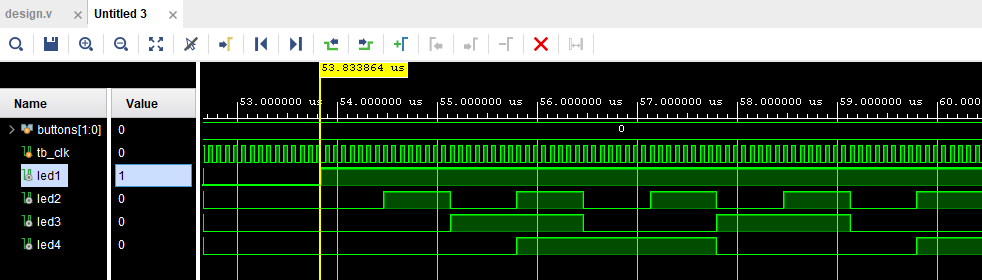 design.v
Untitled 3
53.833864 us
53.000000 us 54.000000 us 55.000000 us 56.000000 us 57.000000 us 58.000000 us 59.000000 us 60.000
Name Value
buttons[1:0] 0 0
tb_clk 0
led1 1
led2 0
led3 0
led4 0